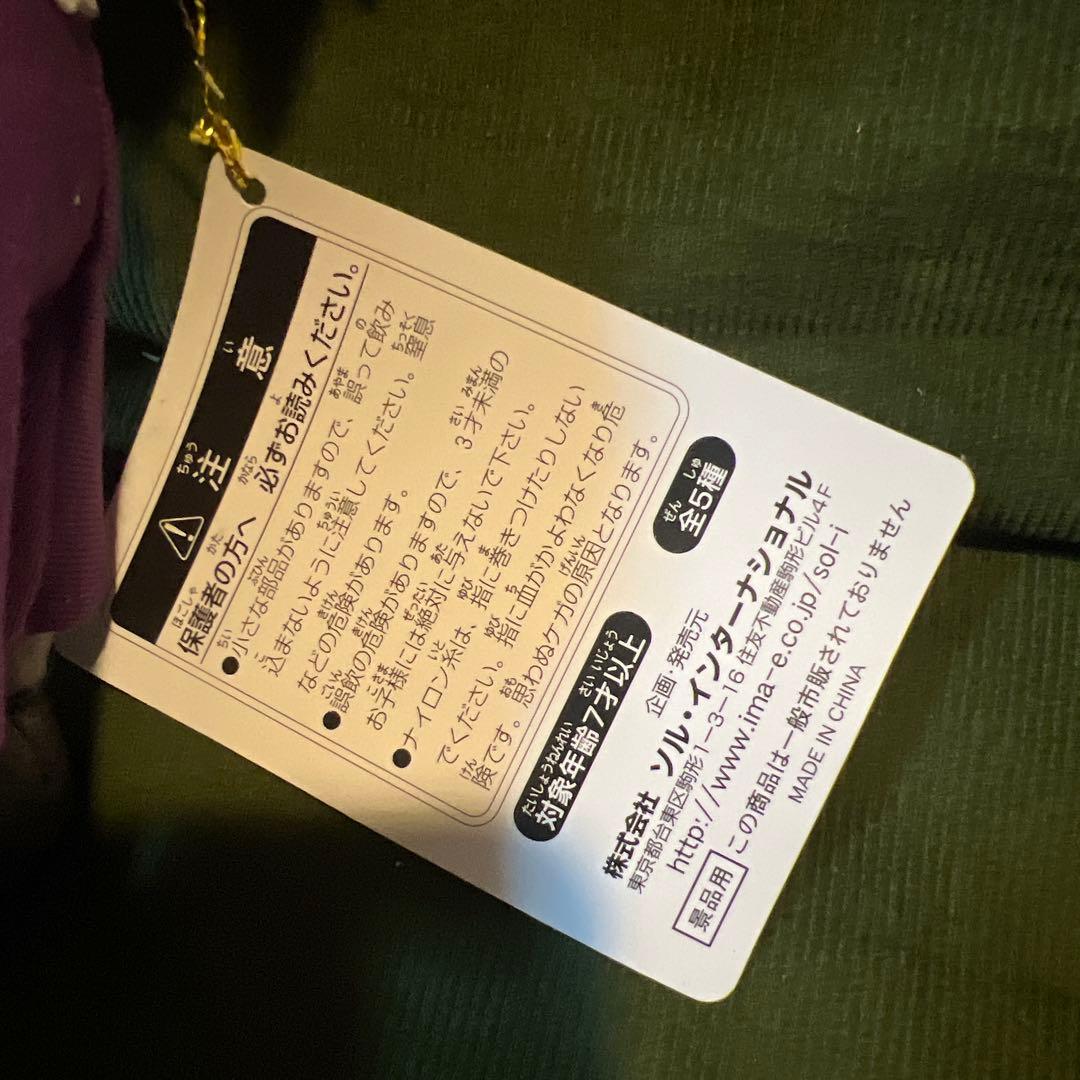 ⚠ 注意
保護者の方へ 必ずお読みください。
●小さな部品がありますので、誤って飲み
込まないように注意してください。窒息
などの危険があります。
●誤飲の危険がありますので、3才未満の
お子様には絶対に与えないで下さい。
●ナイロン糸は、指に巻きつけたりしない
でください。指に血がかよわなくなり危
険です。思わぬケガの原因となります。
対象年齢7才以上 全5種
企画・発売元
株式会社 ソル・インターナショナル
東京都台東区駒形1-3-16 住友不動産駒形ビル4F
http://www.ima-e.co.jp/sol-i
景品用 この商品は一般市販されておりません
MADE IN CHINA